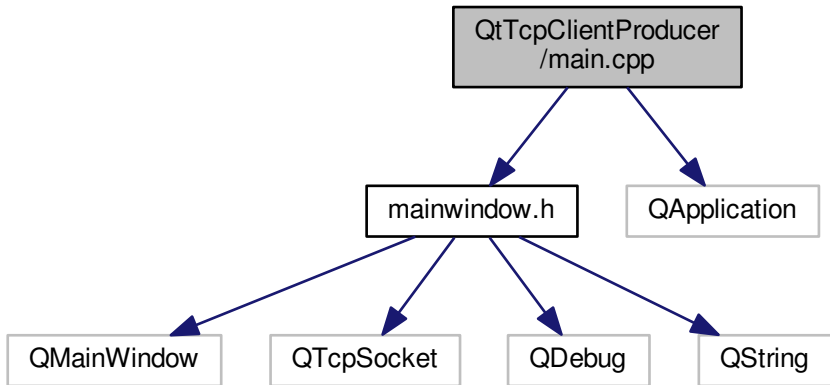 QtTcpClientProducer
/main.cpp
mainwindow.h
QApplication
QMainWindow
QTcpSocket
QDebug
QString